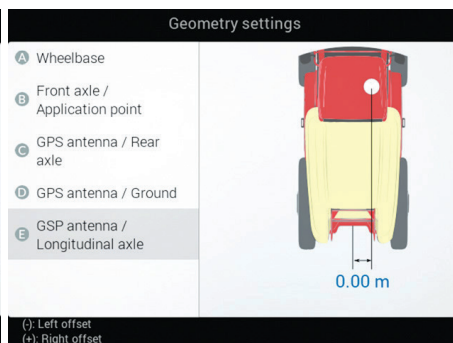 Geometry settings
A Wheelbase
B Front axle /
Application point
C GPS antenna / Rear
axle
D GPS antenna / Ground
E GSP antenna /
Longitudinal axle
0.00 m
(-): Left offset
(+): Right offset